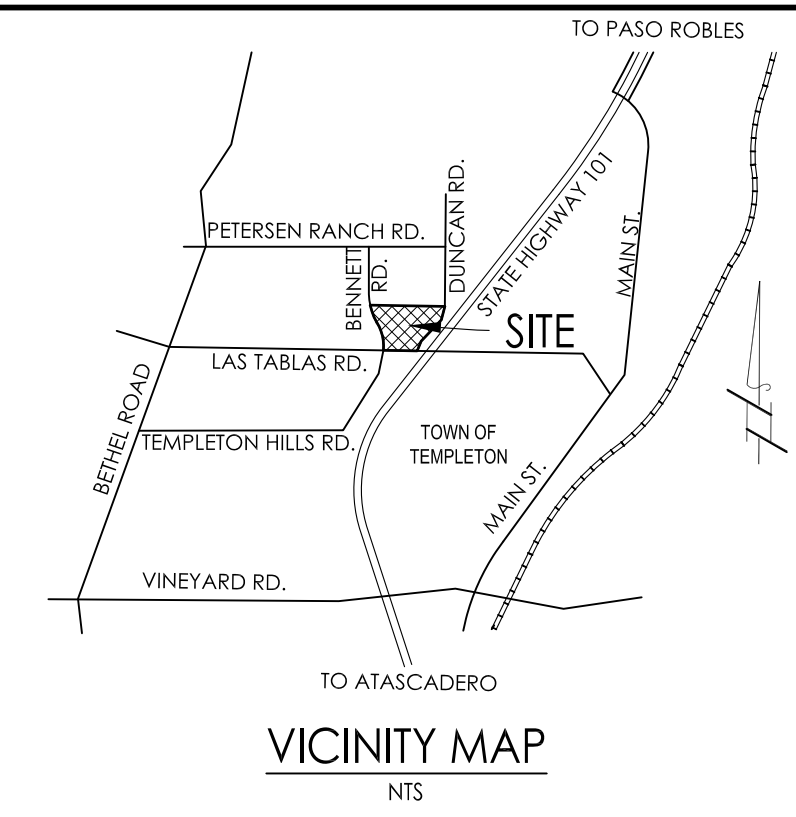 TO PASO ROBLES
PETERSEN RANCH RD.
BENNETT
RD.
DUNCAN RD.
STATE HIGHWAY 101
MAIN ST.
SITE
LAS TABLAS RD.
BETHEL ROAD
TEMPLETON HILLS RD.
TOWN OF
TEMPLETON
MAIN ST.
VINEYARD RD.
TO ATASCADERO
VICINITY MAP
NTS